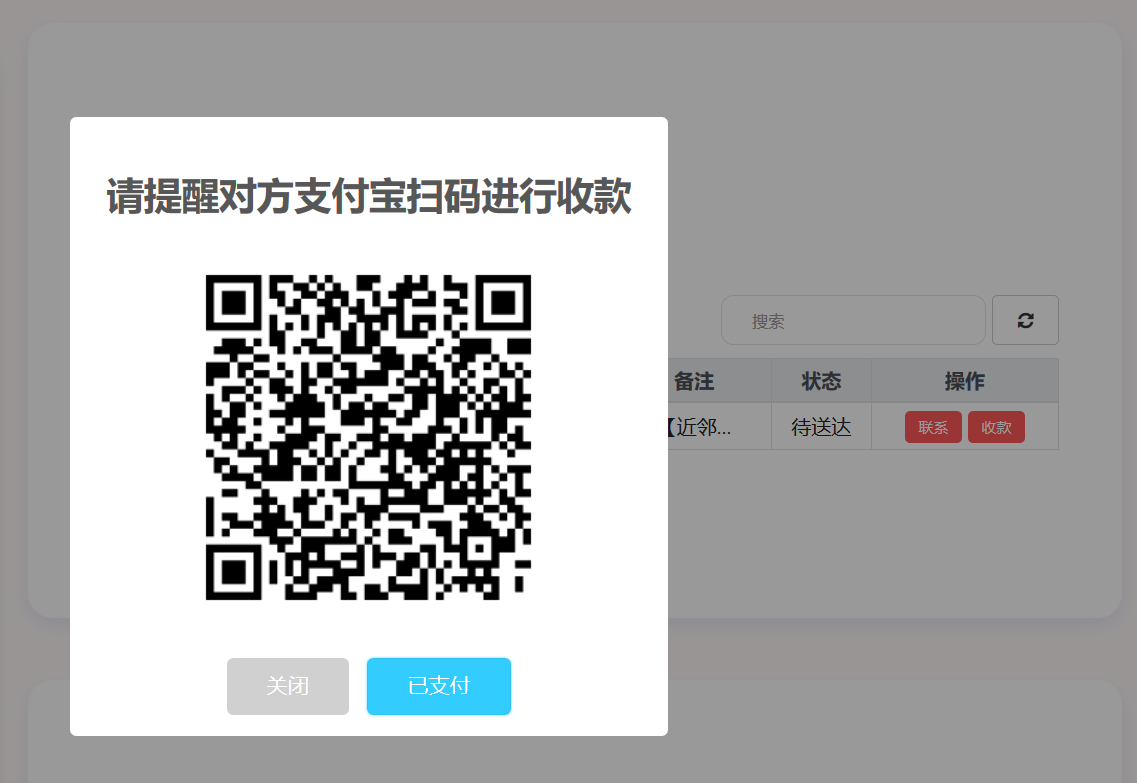 请提醒对方支付宝扫码进行收款
搜索
备注 状态 操作
【近邻... 待送达 联系 收款
关闭 已支付